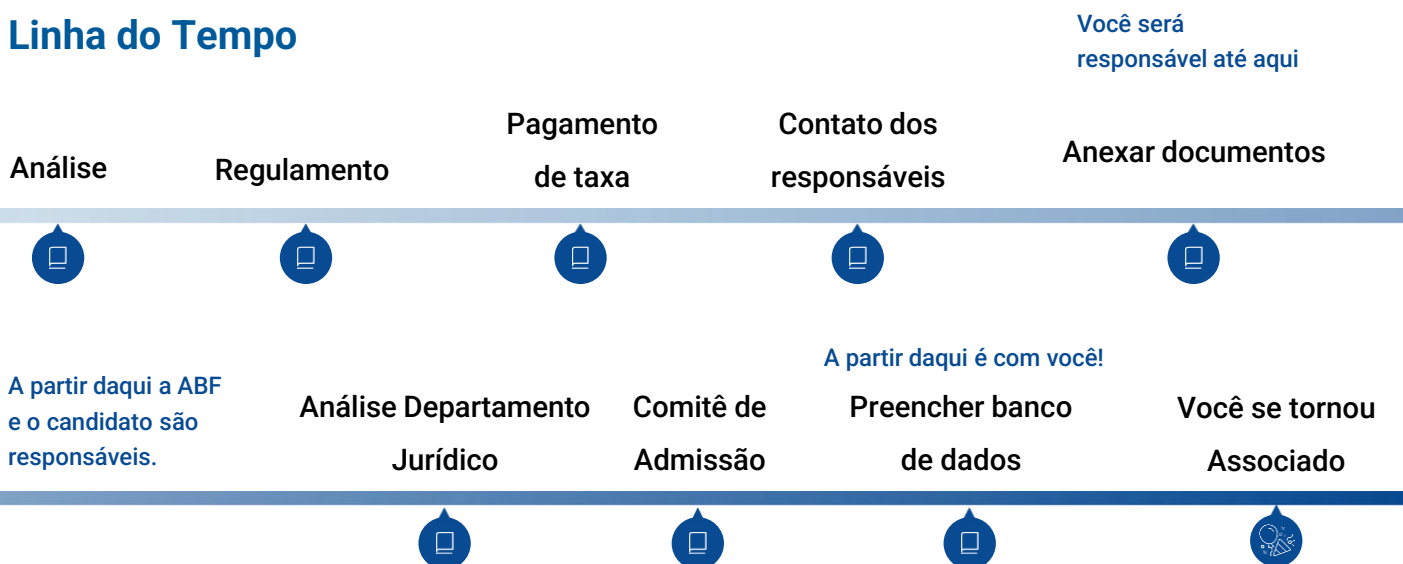 Linha do Tempo
Você será
responsável até aqui
Análise
Regulamento
Pagamento
de taxa
Contato dos
responsáveis
Anexar documentos
A partir daqui a ABF
e o candidato são
responsáveis.
Análise Departamento
Jurídico
Comitê de
Admissão
A partir daqui é com você!
Preencher banco
de dados
Você se tornou
Associado